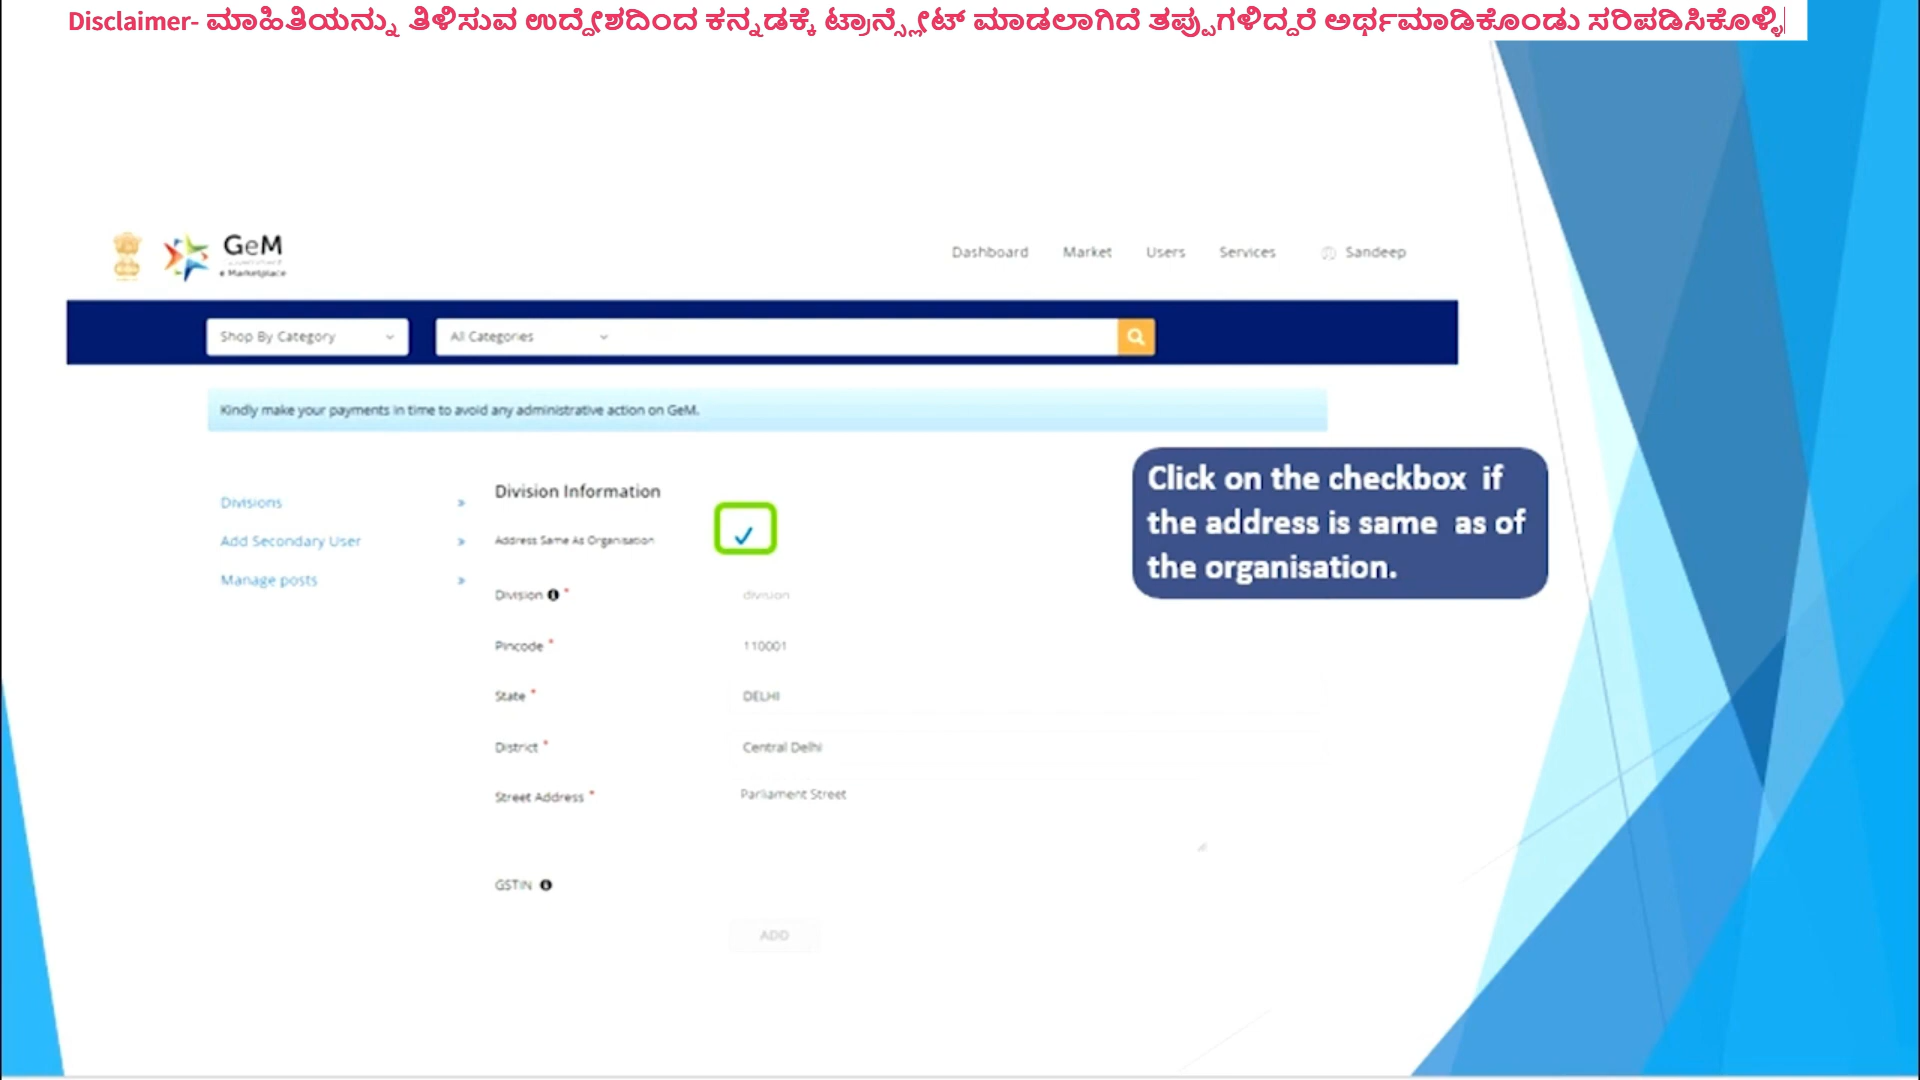 Disclaimer- ಮಾಹಿತಿಯನ್ನು ತಿಳಿಸುವ ಉದ್ದೇಶದಿಂದ ಕನ್ನಡಕ್ಕೆ ಟ್ರಾನ್ಸ್ಲೇಟ್ ಮಾಡಲಾಗಿದೆ ತಪ್ಪುಗಳಿದ್ದರೆ ಅರ್ಥಮಾಡಿಕೊಂಡು ಸರಿಪಡಿಸಿಕೊಳ್ಳಿ
GeM
e Marketplace
Dashboard Market Users Services Sandeep
Shop By Category All Categories
Kindly make your payments in time to avoid any administrative action on GeM.
Divisions
Add Secondary User
Manage posts
Division Information
Address Same As Organisation
Division * division
Pincode * 110001
State * DELHI
District * Central Delhi
Street Address * Parliament Street
GSTIN
ADD
Click on the checkbox if
the address is same as of
the organisation.